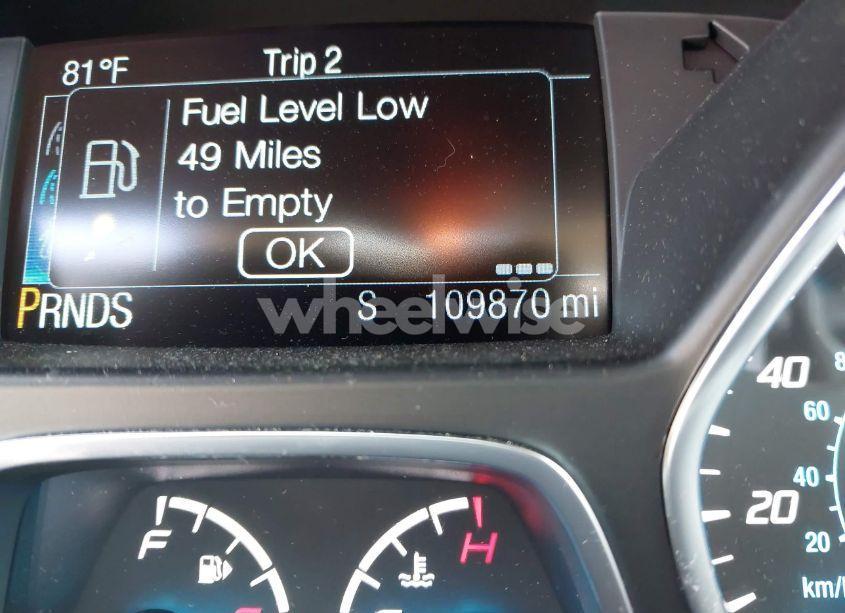 81°F Trip 2
Fuel Level Low
49 Miles
to Empty
OK
PRNDS S 109870 mi
wheelwise
40
60
F H
40
20
20
km/